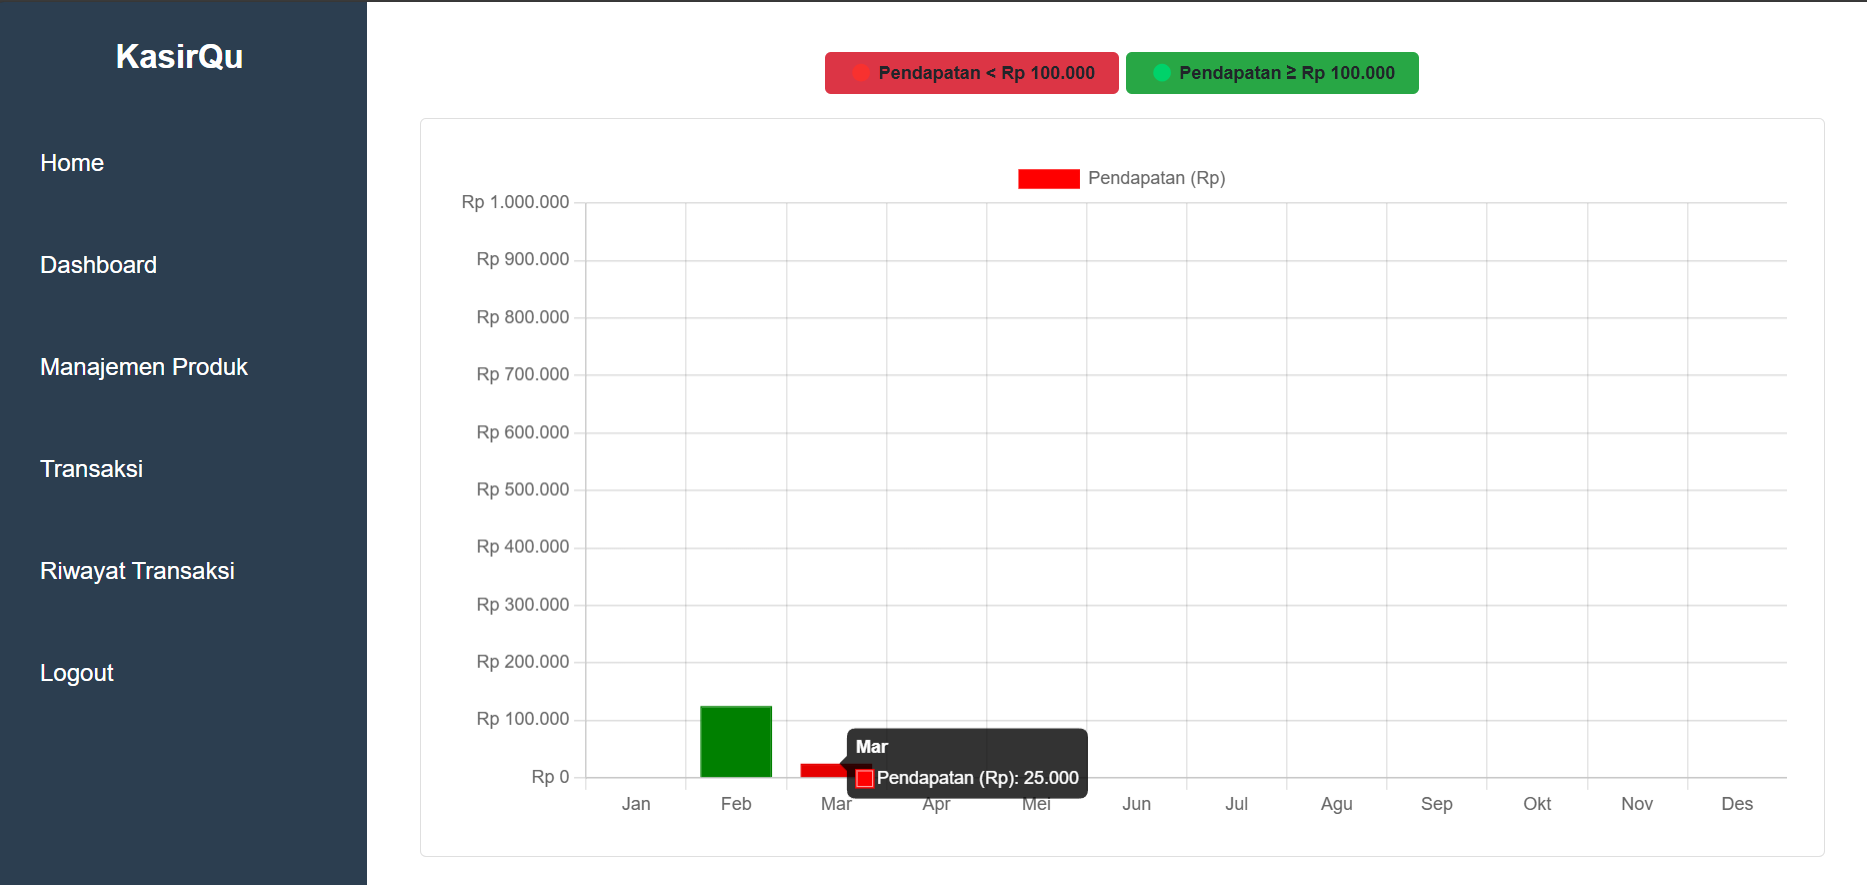 KasirQu
Home
Dashboard
Manajemen Produk
Transaksi
Riwayat Transaksi
Logout
Pendapatan < Rp 100.000
Pendapatan ≥ Rp 100.000
Pendapatan (Rp)
Rp 1.000.000
Rp 900.000
Rp 800.000
Rp 700.000
Rp 600.000
Rp 500.000
Rp 400.000
Rp 300.000
Rp 200.000
Rp 100.000
Rp 0
Mar
Pendapatan (Rp): 25.000
Jan Feb Mar Apr Mei Jun Jul Agu Sep Okt Nov Des